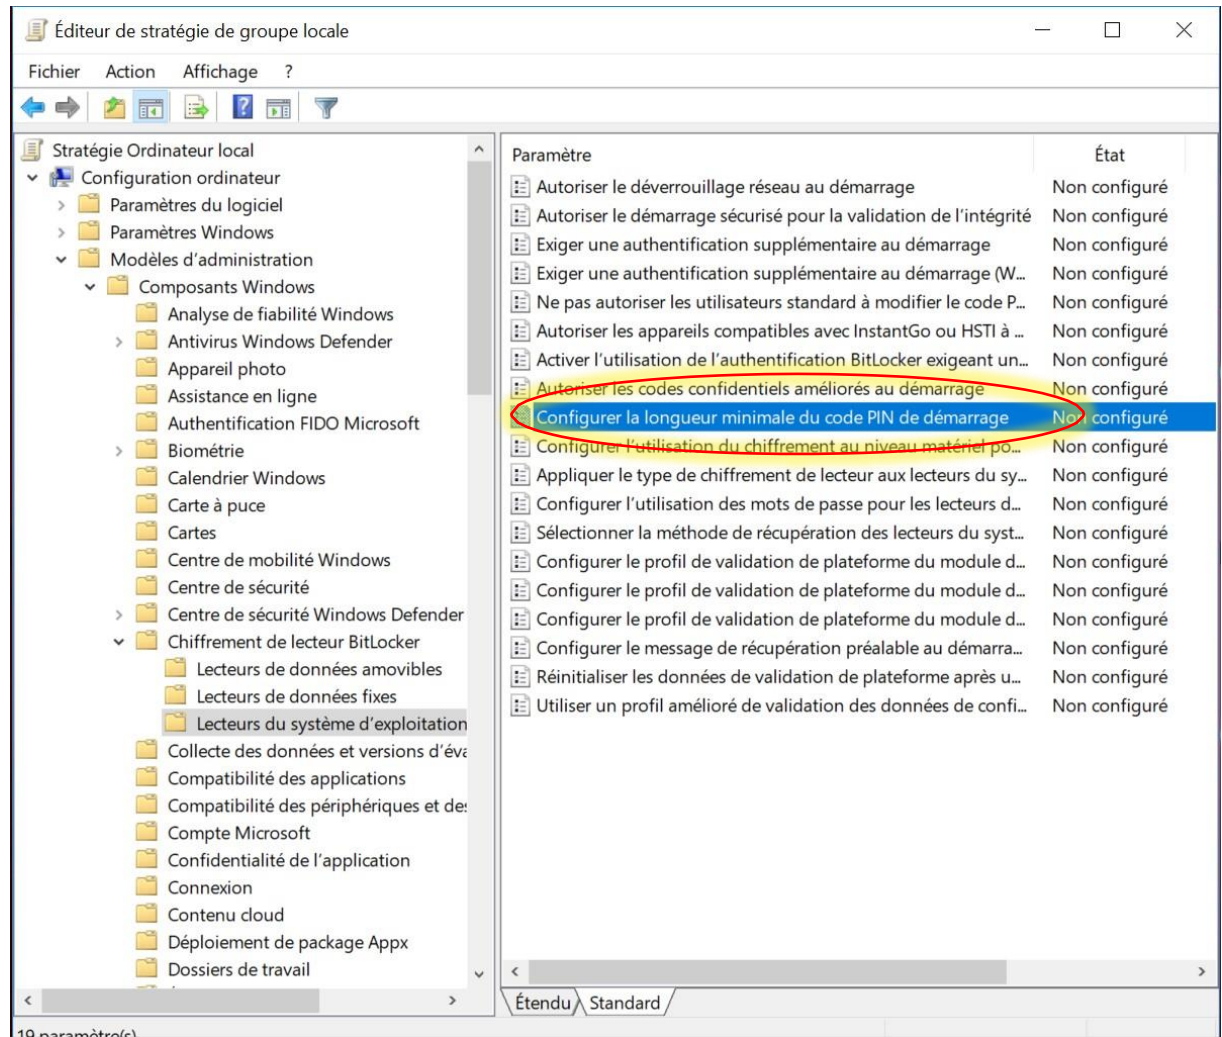 Éditeur de stratégie de groupe locale
Fichier Action Affichage ?
Stratégie Ordinateur local
Configuration ordinateur
Paramètres du logiciel
Paramètres Windows
Modèles d'administration
Composants Windows
Analyse de fiabilité Windows
Antivirus Windows Defender
Appareil photo
Assistance en ligne
Authentification FIDO Microsoft
Biométrie
Calendrier Windows
Carte à puce
Cartes
Centre de mobilité Windows
Centre de sécurité
Centre de sécurité Windows Defender
Chiffrement de lecteur BitLocker
Lecteurs de données amovibles
Lecteurs de données fixes
Lecteurs du système d'exploitation
Collecte des données et versions d'éva
Compatibilité des applications
Compatibilité des périphériques et des
Compte Microsoft
Confidentialité de l'application
Connexion
Contenu cloud
Déploiement de package Appx
Dossiers de travail
Paramètre État
Autoriser le déverrouillage réseau au démarrage Non configuré
Autoriser le démarrage sécurisé pour la validation de l'intégrité Non configuré
Exiger une authentification supplémentaire au démarrage Non configuré
Exiger une authentification supplémentaire au démarrage (W... Non configuré
Ne pas autoriser les utilisateurs standard à modifier le code P... Non configuré
Autoriser les appareils compatibles avec InstantGo ou HSTI à ... Non configuré
Activer l'utilisation de l'authentification BitLocker exigeant un... Non configuré
Autoriser les codes confidentiels améliorés au démarrage Non configuré
Configurer la longueur minimale du code PIN de démarrage Non configuré
Configurer l'utilisation du chiffrement au niveau matériel po... Non configuré
Appliquer le type de chiffrement de lecteur aux lecteurs du sy... Non configuré
Configurer l'utilisation des mots de passe pour les lecteurs d... Non configuré
Sélectionner la méthode de récupération des lecteurs du syst... Non configuré
Configurer le profil de validation de plateforme du module d... Non configuré
Configurer le profil de validation de plateforme du module d... Non configuré
Configurer le profil de validation de plateforme du module d... Non configuré
Configurer le message de récupération préalable au démarra... Non configuré
Réinitialiser les données de validation de plateforme après u... Non configuré
Utiliser un profil amélioré de validation des données de confi... Non configuré
Étendu Standard
19 paramètre(s)